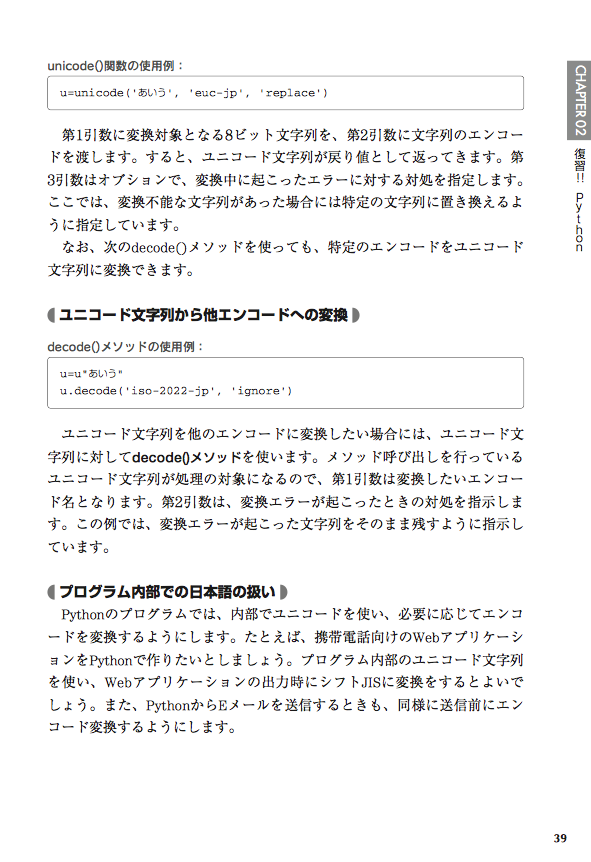 unicode()関数の使用例：
u=unicode('あいう', 'euc-jp', 'replace')
第1引数に変換対象となる8ビット文字列を、第2引数に文字列のエンコー
ドを渡します。すると、ユニコード文字列が戻り値として返ってきます。第
3引数はオプションで、変換中に起こったエラーに対する対処を指定します。
ここでは、変換不能な文字列があった場合には特定の文字列に置き換えるよ
うに指定しています。
なお、次のdecode()メソッドを使っても、特定のエンコードをユニコード
文字列に変換できます。
ユニコード文字列から他エンコードへの変換
decode()メソッドの使用例：
u=u"あいう"
u.decode('iso-2022-jp', 'ignore')
ユニコード文字列を他のエンコードに変換したい場合には、ユニコード文
字列に対してdecode()メソッドを使います。メソッド呼び出しを行っている
ユニコード文字列が処理の対象になるので、第1引数は変換したいエンコー
ド名となります。第2引数は、変換エラーが起こったときの対処を指示しま
す。この例では、変換エラーが起こった文字列をそのまま残すように指示し
ています。
プログラム内部での日本語の扱い
Pythonのプログラムでは、内部でユニコードを使い、必要に応じてエンコ
ードを変換するようにします。たとえば、携帯電話向けのWebアプリケーシ
ョンをPythonで作りたいとしましょう。プログラム内部のユニコード文字列
を使い、Webアプリケーションの出力時にシフトJISに変換をするとよいで
しょう。また、PythonからEメールを送信するときも、同様に送信前にエン
コード変換するようにします。
CHAPTER 02
復習!! Python
39